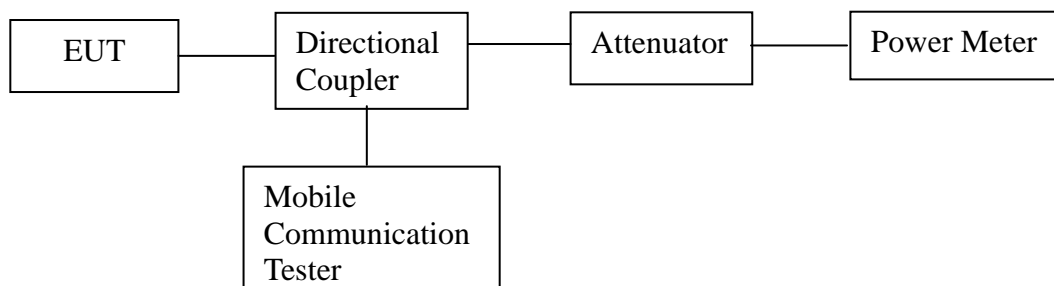 EUT
Directional
Coupler
Attenuator
Power Meter
Mobile
Communication
Tester